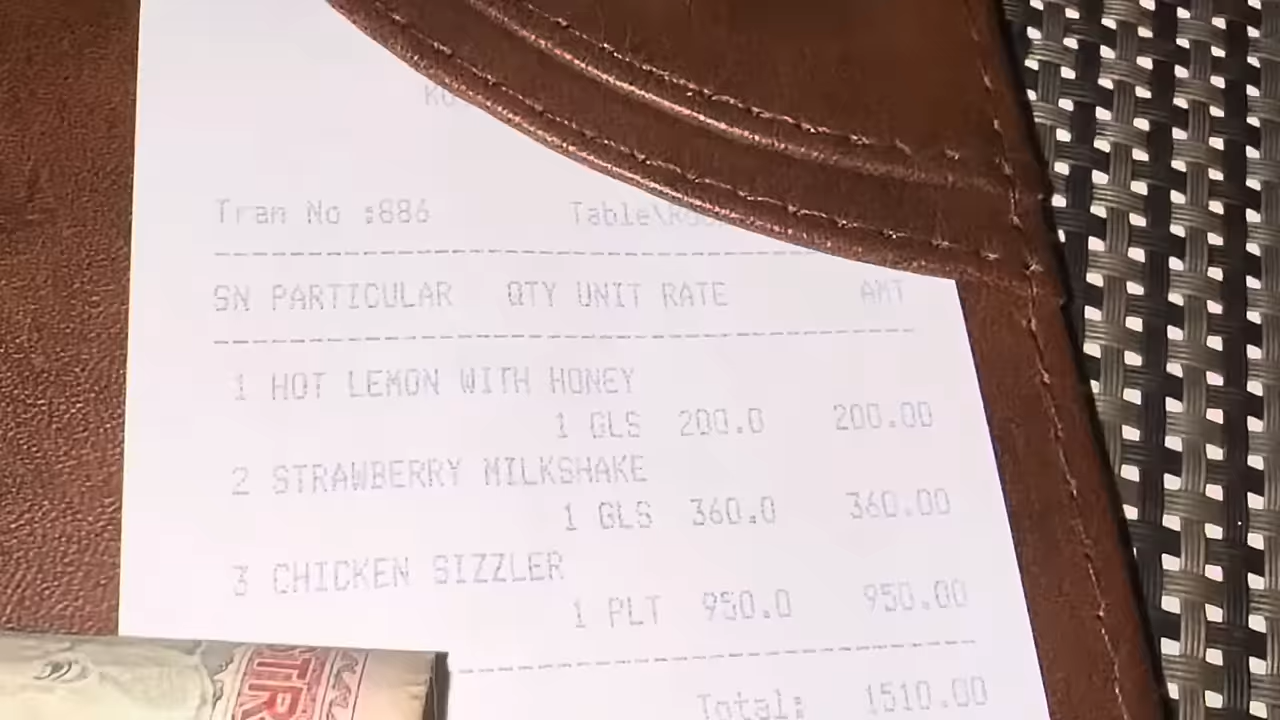 Tran No :886 Table\
SN PARTICULAR QTY UNIT RATE AMT
1 HOT LEMON WITH HONEY
1 GLS 200.0 200.00
2 STRAWBERRY MILKSHAKE
1 GLS 360.0 360.00
3 CHICKEN SIZZLER
1 PLT 950.0 950.00
Total: 1510.00